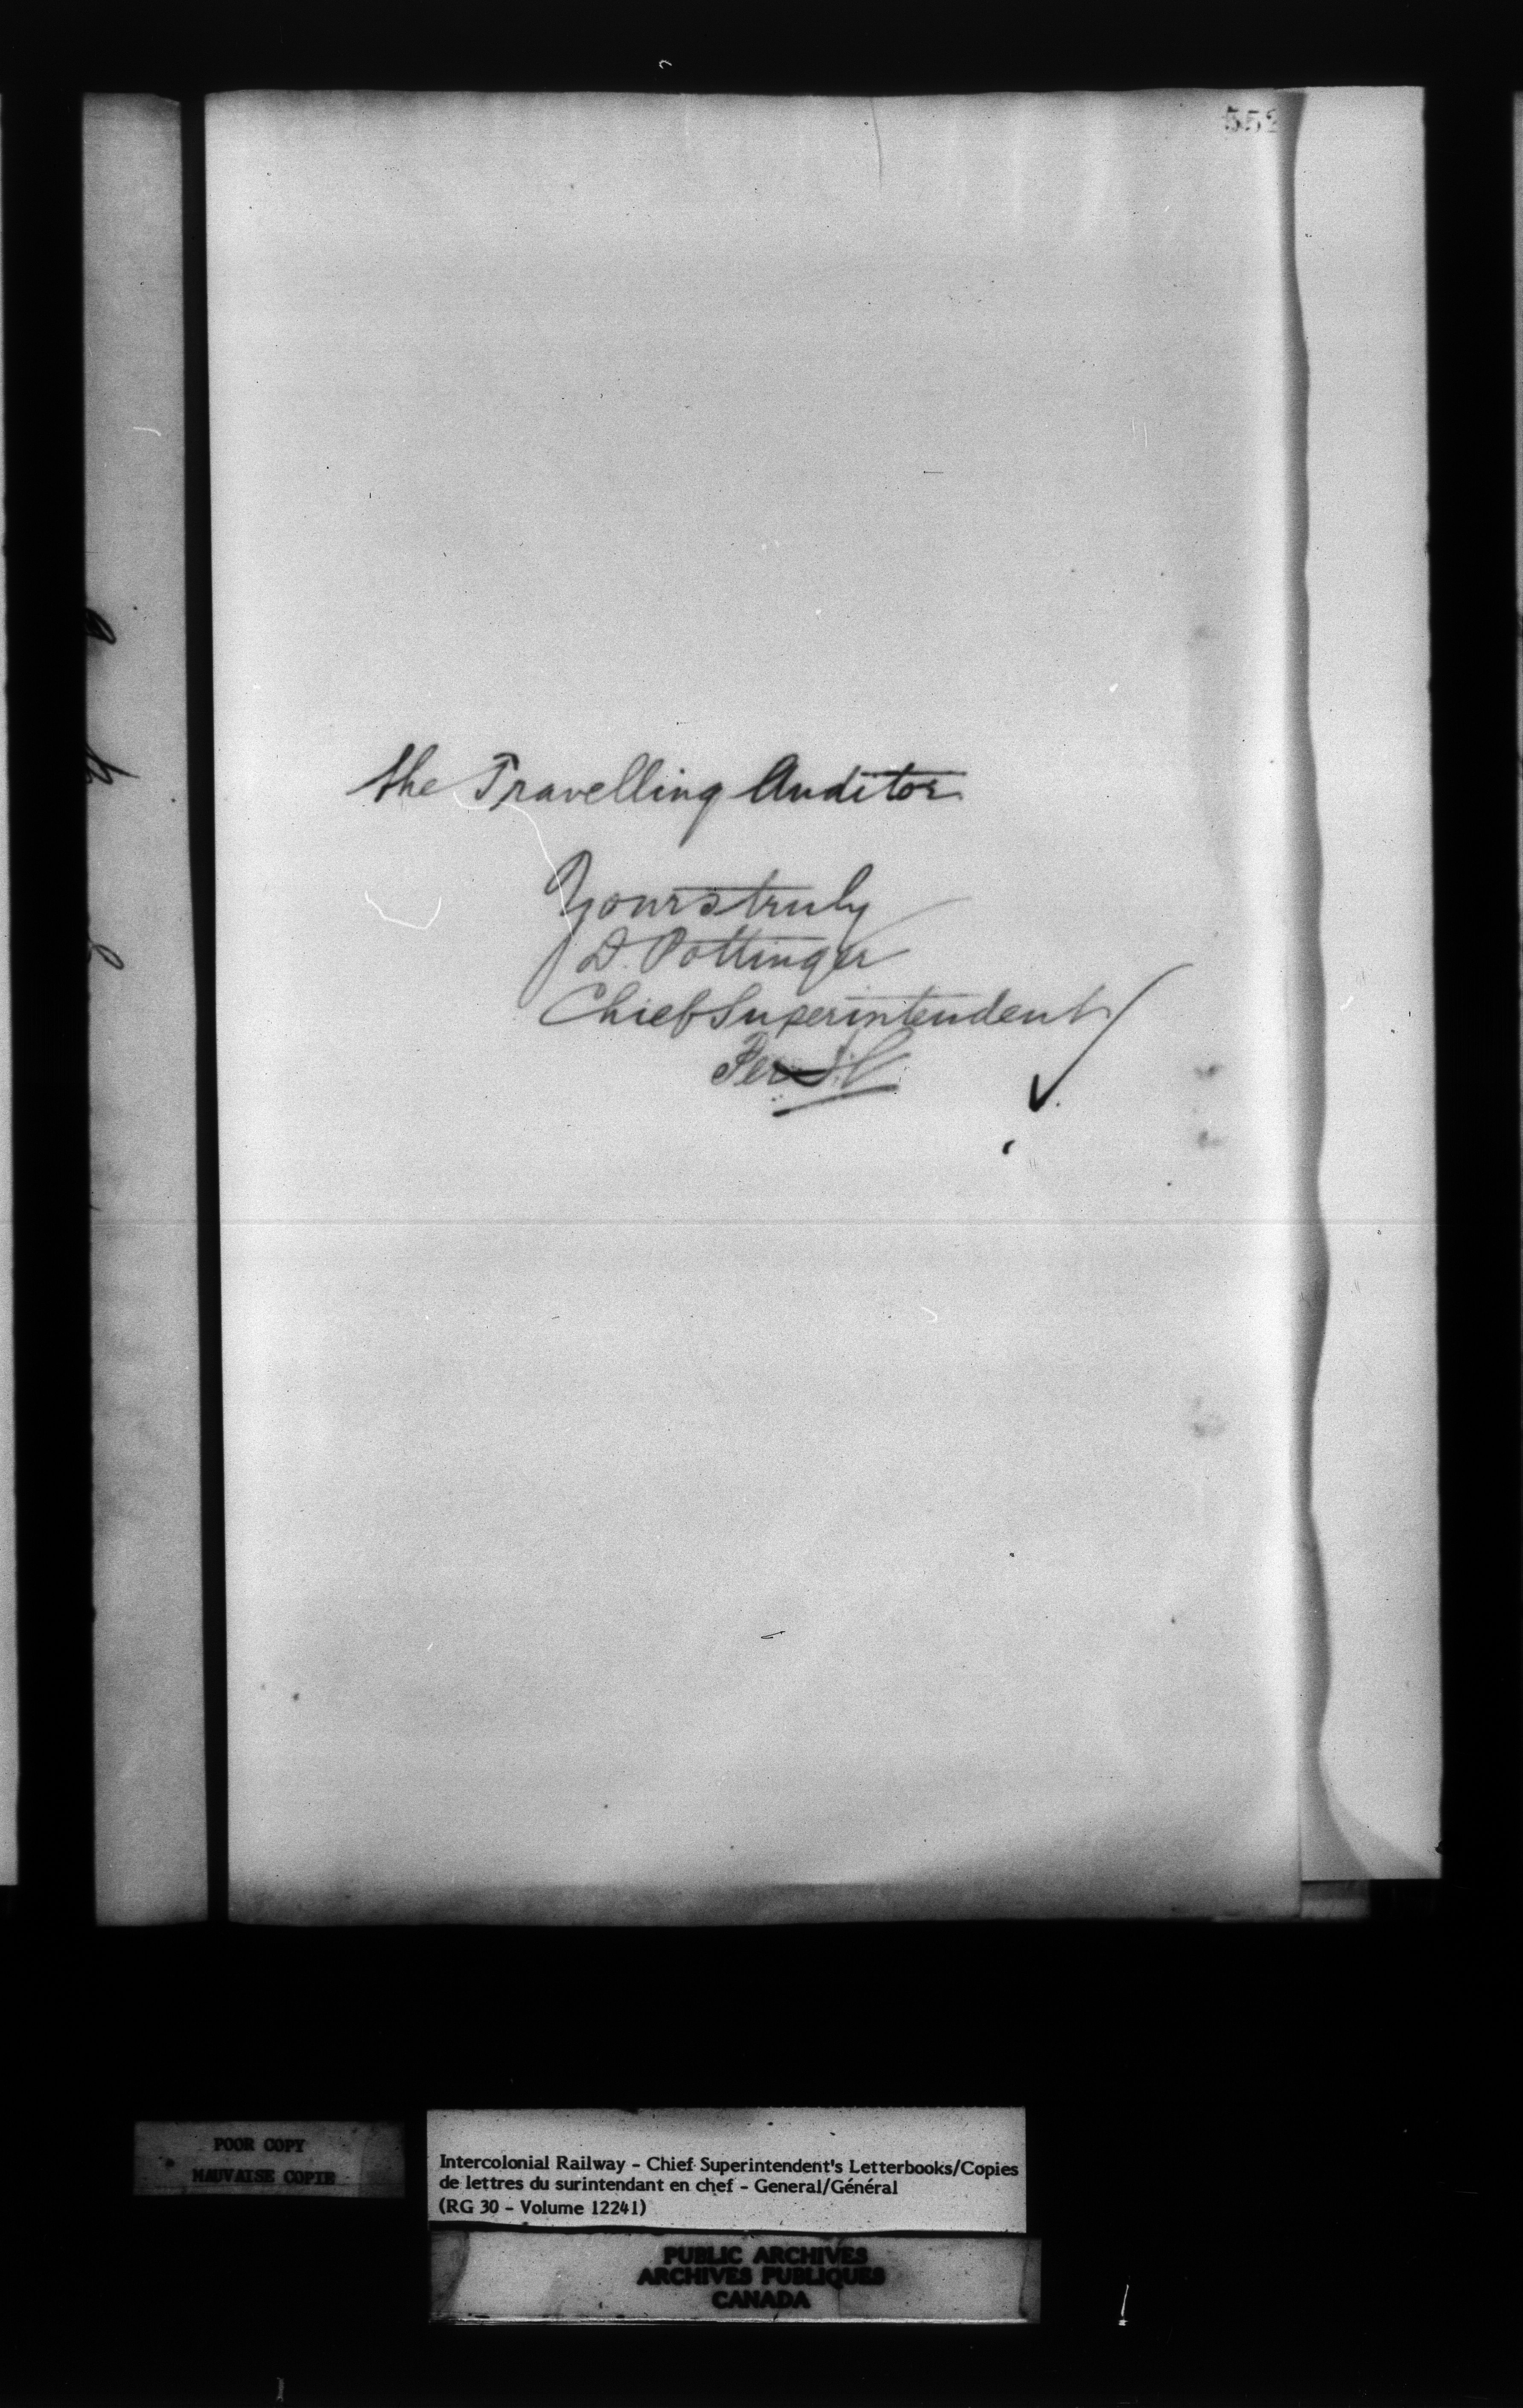 552
the Travelling Auditor
Yours truly
D. Pottinger
Chief Superintendent
Per
POOR COPY
MAUVAISE COPIE
Intercolonial Railway - Chief Superintendent's Letterbooks/Copies
de lettres du surintendant en chef - General/Général
(RG 30 - Volume 12241)
PUBLIC ARCHIVES
ARCHIVES PUBLIQUES
CANADA